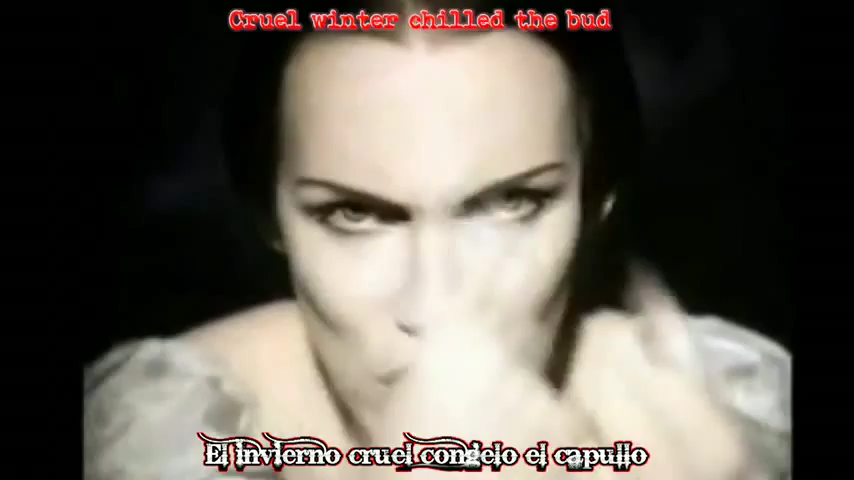 Cruel winter chilled the bud
El invierno cruel congelo el capullo